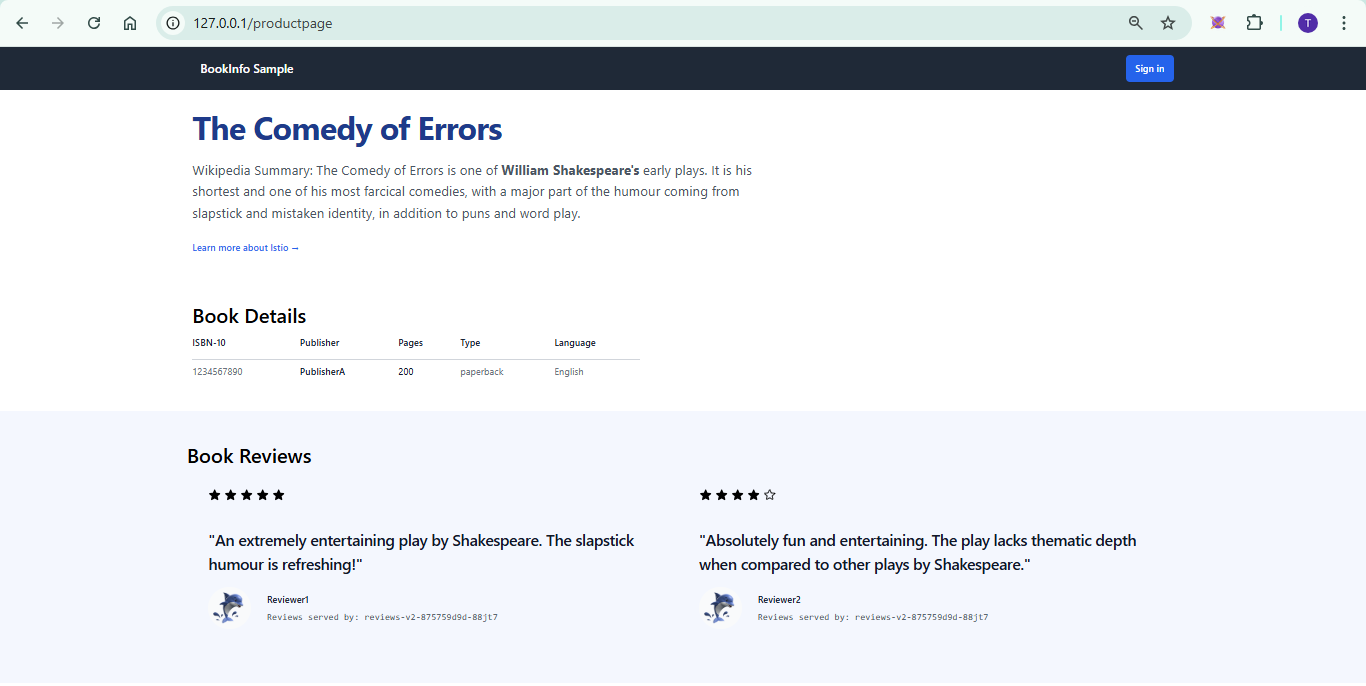 127.0.0.1/productpage
T
BookInfo Sample
Sign in
The Comedy of Errors
Wikipedia Summary: The Comedy of Errors is one of William Shakespeare's early plays. It is his
shortest and one of his most farcical comedies, with a major part of the humour coming from
slapstick and mistaken identity, in addition to puns and word play.
Learn more about Istio →
Book Details
ISBN-10 Publisher Pages Type Language
1234567890 PublisherA 200 paperback English
Book Reviews
"An extremely entertaining play by Shakespeare. The slapstick
humour is refreshing!"
Reviewer1
Reviews served by: reviews-v2-875759d9d-88jt7
"Absolutely fun and entertaining. The play lacks thematic depth
when compared to other plays by Shakespeare."
Reviewer2
Reviews served by: reviews-v2-875759d9d-88jt7